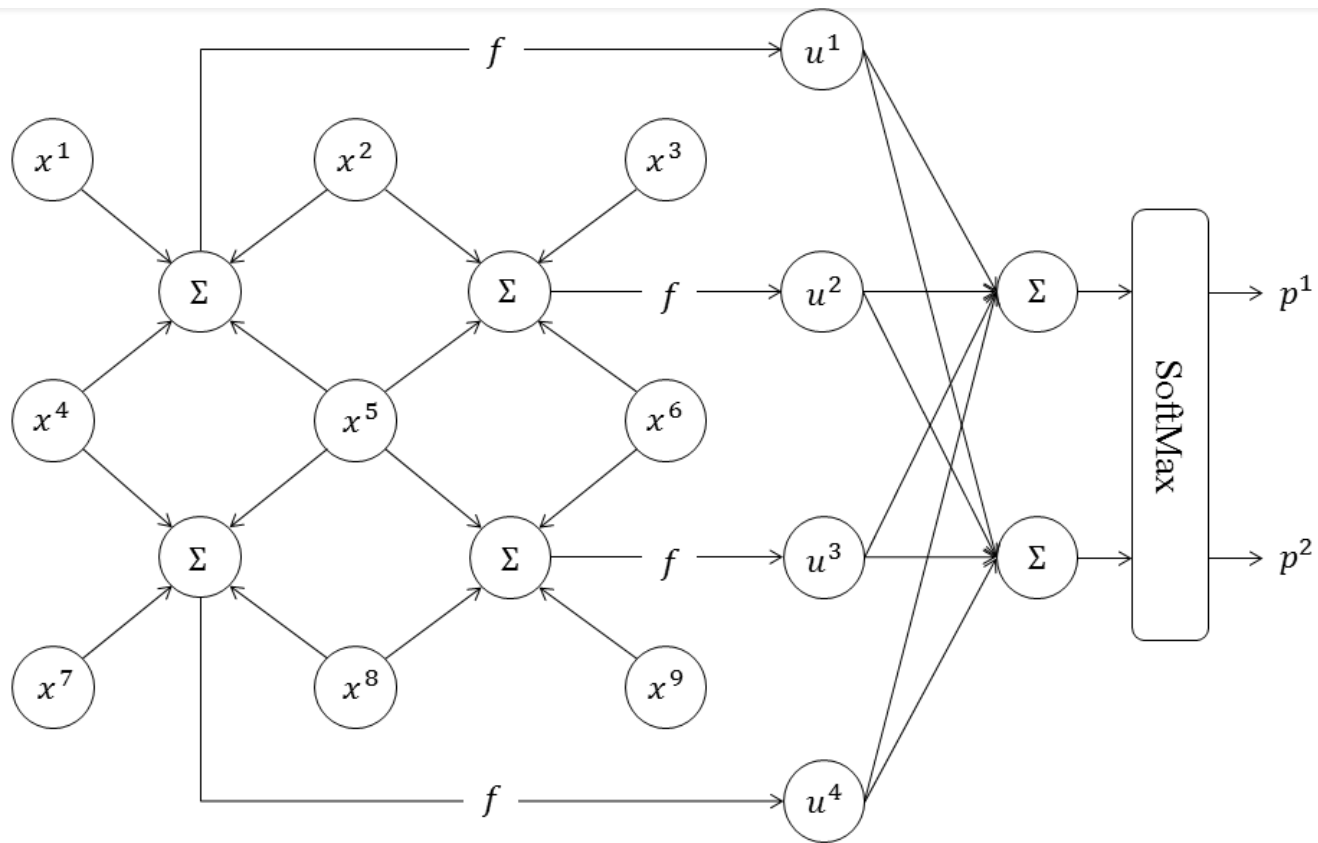 f u¹
x¹ x² x³
Σ Σ f u² Σ p¹
x⁴ x⁵ x⁶ SoftMax
Σ Σ f u³ Σ p²
x⁷ x⁸ x⁹
f u⁴